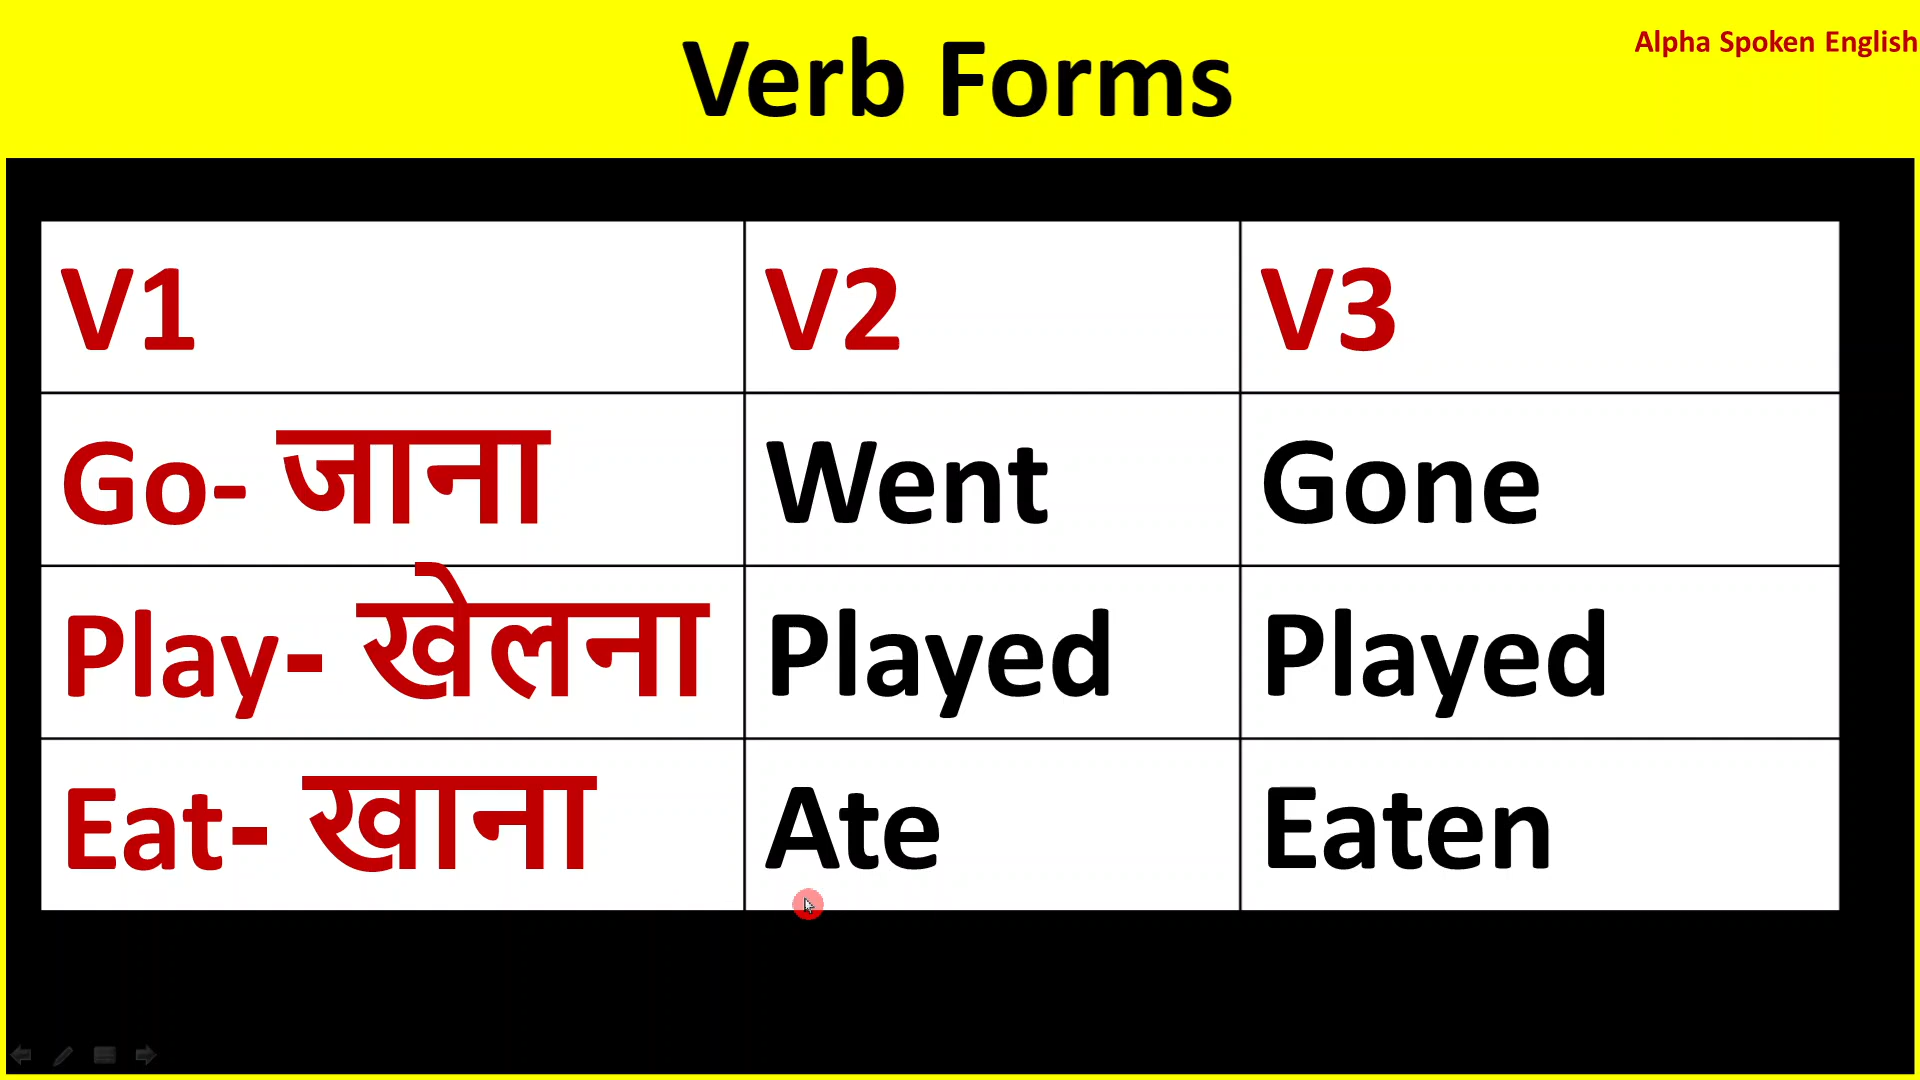 Verb Forms
Alpha Spoken English
V1 V2 V3
Go- जाना Went Gone
Play- खेलना Played Played
Eat- खाना Ate Eaten